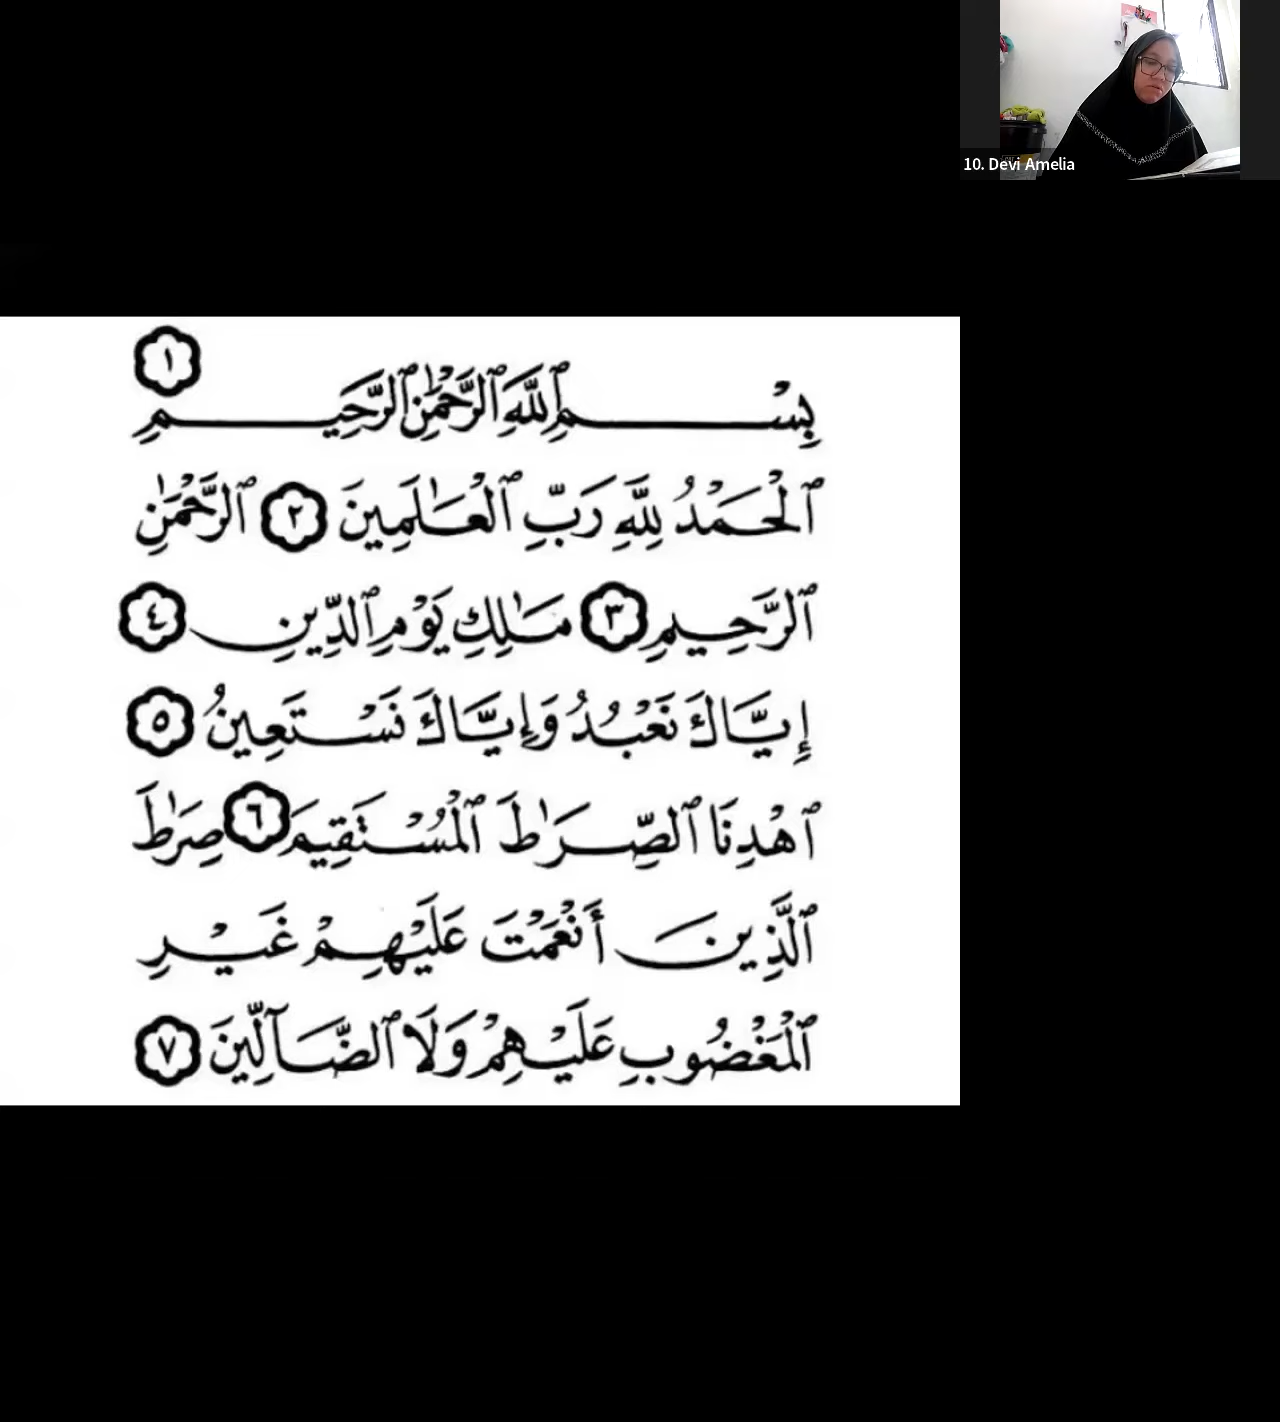 10. Devi Amelia
١
بِسْمِ ٱللَّهِ ٱلرَّحْمَٰنِ ٱلرَّحِيمِ
ٱلْحَمْدُ لِلَّهِ رَبِّ ٱلْعَـٰلَمِينَ ٢ ٱلرَّحْمَٰنِ
ٱلرَّحِيمِ ٣ مَـٰلِكِ يَوْمِ ٱلدِّينِ ٤
إِيَّاكَ نَعْبُدُ وَإِيَّاكَ نَسْتَعِينُ ٥
ٱهْدِنَا ٱلصِّرَٰطَ ٱلْمُسْتَقِيمَ ٦ صِرَٰطَ
ٱلَّذِينَ أَنْعَمْتَ عَلَيْهِمْ غَيْرِ
ٱلْمَغْضُوبِ عَلَيْهِمْ وَلَا ٱلضَّآلِّينَ ٧